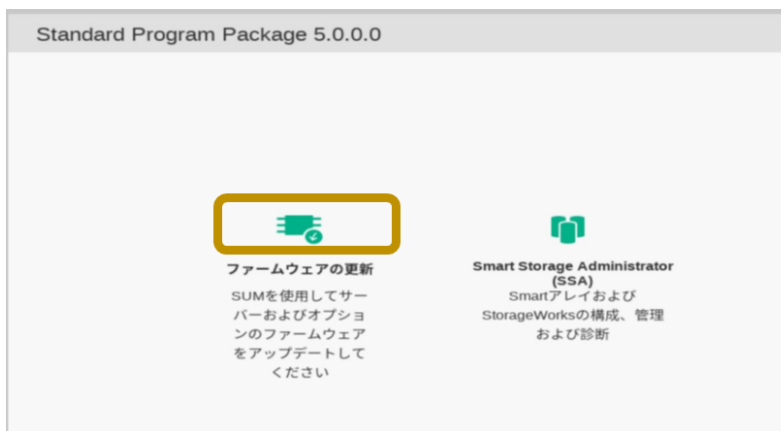 Standard Program Package 5.0.0.0
ファームウェアの更新
SUMを使用してサー
バーおよびオプショ
ンのファームウェア
をアップデートして
ください
Smart Storage Administrator
(SSA)
Smartアレイおよび
StorageWorksの構成、管理
および診断